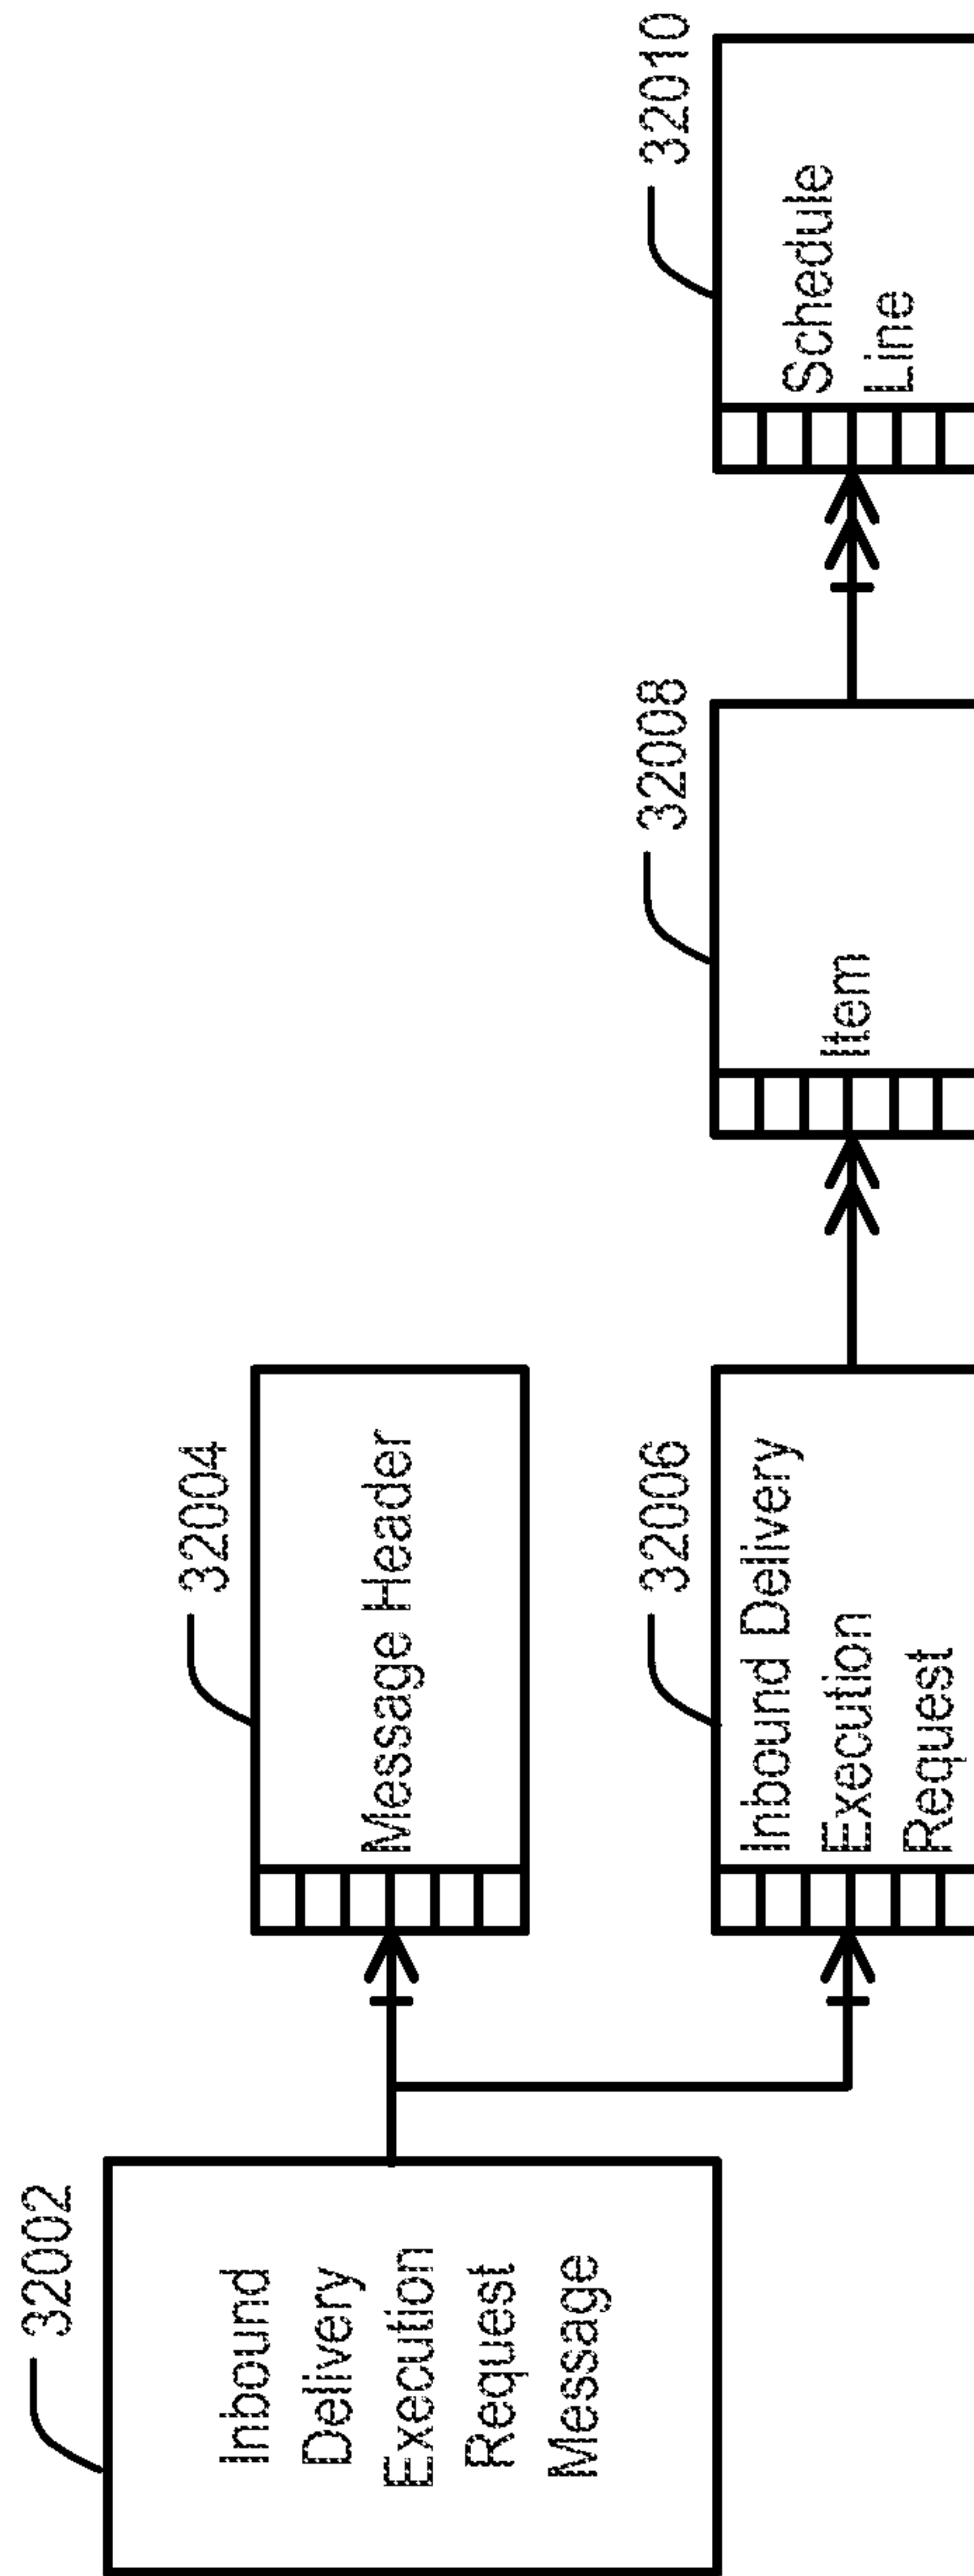 32002
Inbound
Delivery
Execution
Request
Message
32004
Message Header
32006
Inbound Delivery
Execution
Request
32008
Item
32010
Schedule
Line